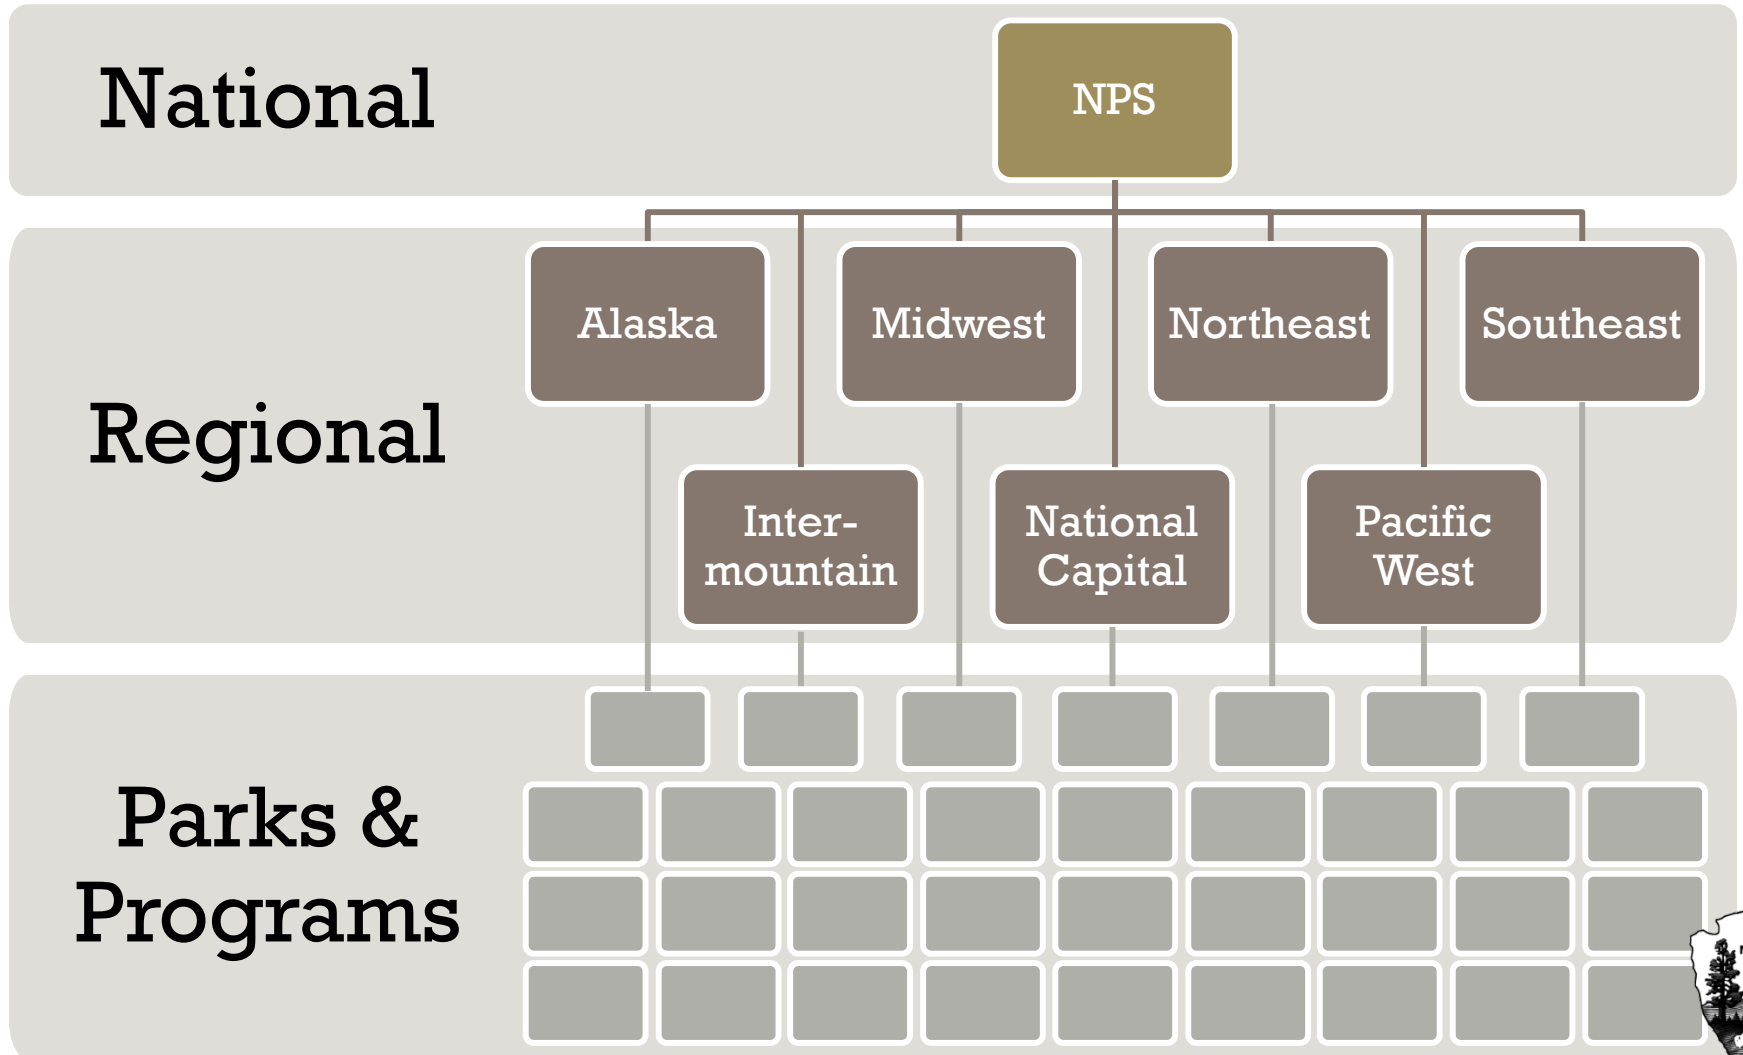 National
NPS
Regional
Alaska
Midwest
Northeast
Southeast
Inter-
mountain
National
Capital
Pacific
West
Parks &
Programs